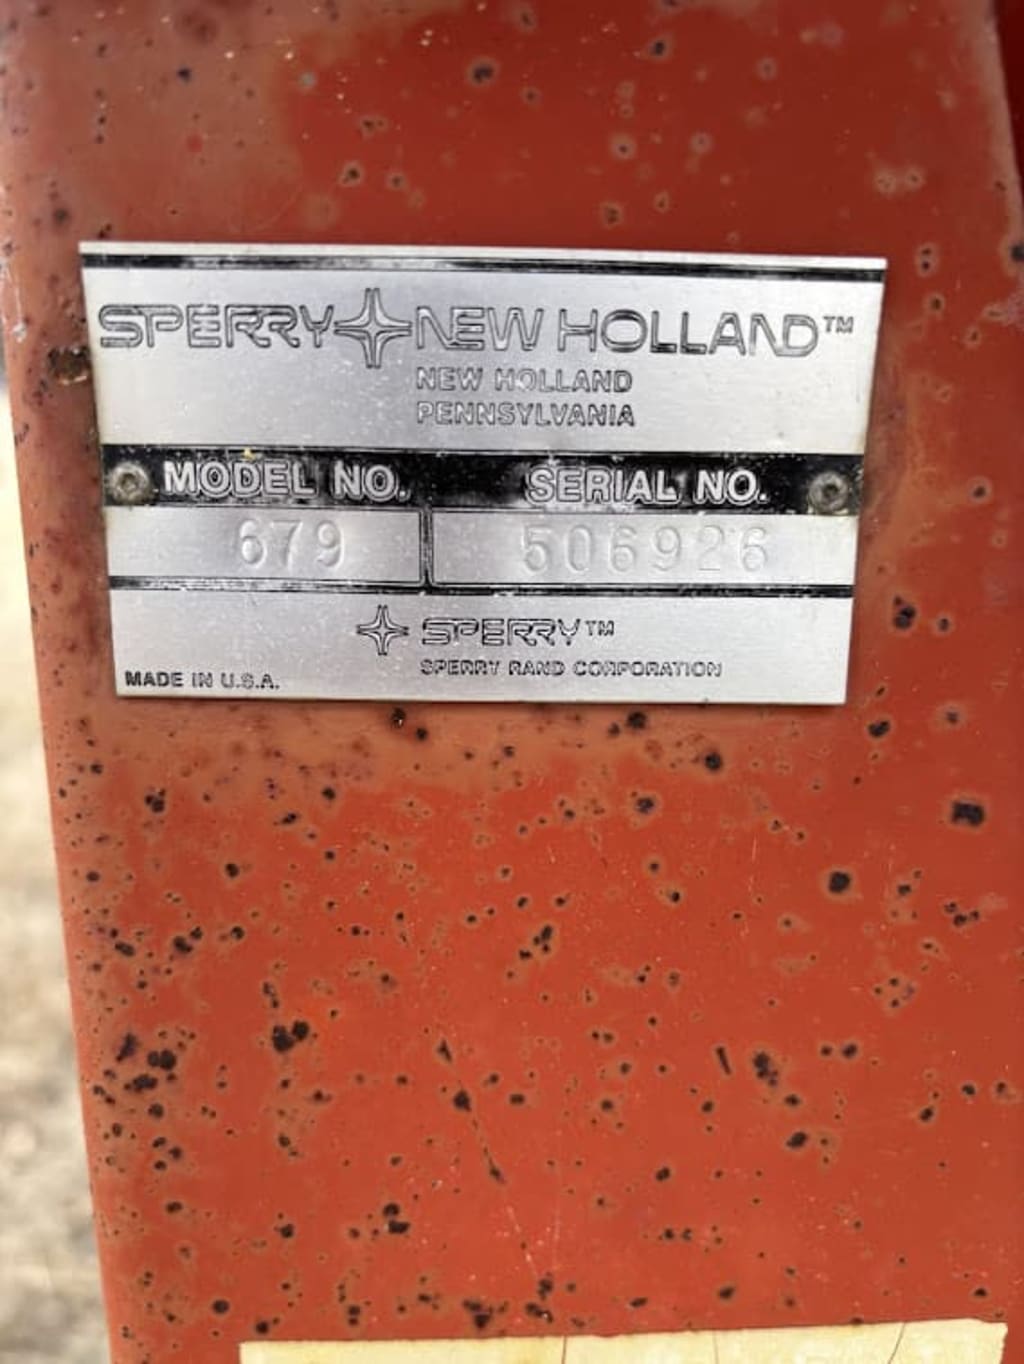 SPERRY NEW HOLLAND™
NEW HOLLAND
PENNSYLVANIA
MODEL NO. SERIAL NO.
679 506926
SPERRY™
SPERRY RAND CORPORATION
MADE IN U.S.A.